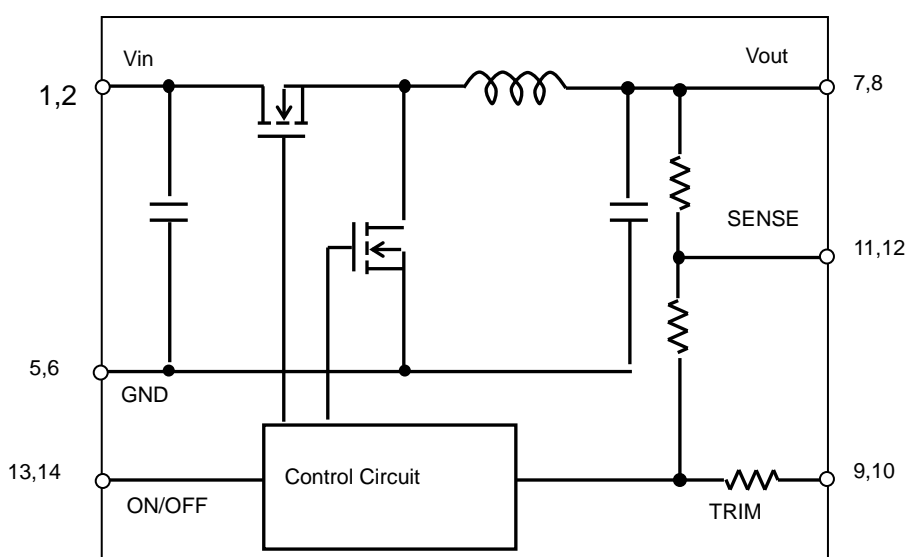 Vin
Vout
1,2
7,8
SENSE
11,12
5,6
GND
13,14
Control Circuit
9,10
ON/OFF
TRIM